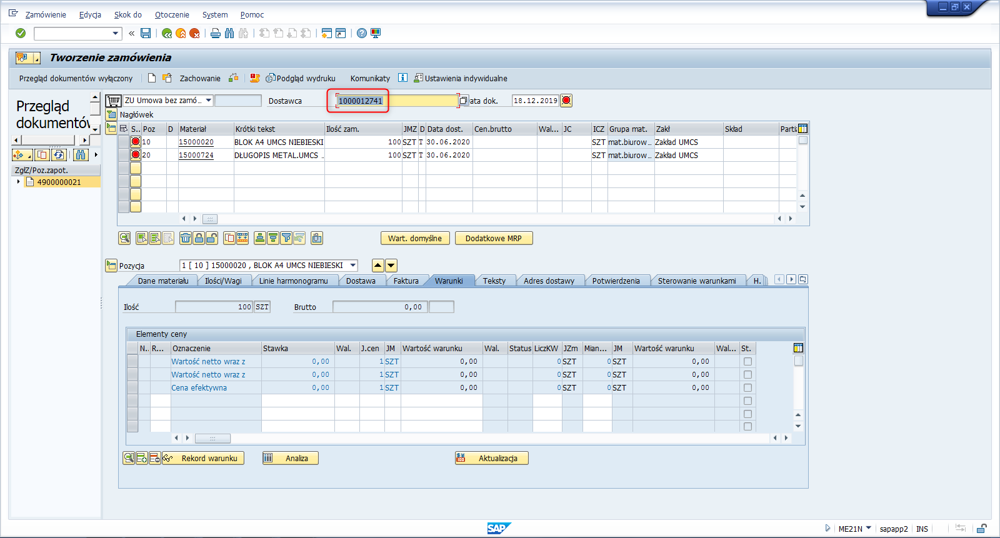 Zamówienie Edycja Skok do Otoczenie System Pomoc
Tworzenie zamówienia
Przegląd dokumentów wyłączony Zachowanie Podgląd wydruku Komunikaty Ustawienia indywidualne
Przegląd
dokumentów
ZU Umowa bez zamó... Dostawca 1000012741 ata dok. 18.12.2019
Nagłówek
S.. Poz D Materiał Krótki tekst Ilość zam. JMZ D Data dost. Cen.brutto Wal... JC ICZ Grupa mat. Zakł Skład Parti
10 15000020 BLOK A4 UMCS NIEBIESKI 100 SZT T 30.06.2020 SZT mat.biurow... Zakład UMCS
20 15000724 DŁUGOPIS METAL.UMCS .. 100 SZT T 30.06.2020 SZT mat.biurow... Zakład UMCS
ZgłZ/Poz.zapot.
4900000021
Wart. domyślne Dodatkowe MRP
Pozycja 1 [ 10 ] 15000020 , BLOK A4 UMCS NIEBIESKI
Dane materiału Ilości/Wagi Linie harmonogramu Dostawa Faktura Warunki Teksty Adres dostawy Potwierdzenia Sterowanie warunkami H.
Ilość 100 SZT Brutto 0,00
Elementy ceny
N.. R... Oznaczenie Stawka Wal. J.cen JM Wartość warunku Wal. Status LiczKW JZm Mian... JM Wartość warunku Wal... St.
Wartość netto wraz z 0,00 1 SZT 0,00 0 SZT 0 SZT 0,00
Wartość netto wraz z 0,00 1 SZT 0,00 0 SZT 0 SZT 0,00
Cena efektywna 0,00 1 SZT 0,00 0 SZT 0 SZT 0,00
Rekord warunku Analiza Aktualizacja
SAP ME21N sapapp2 INS